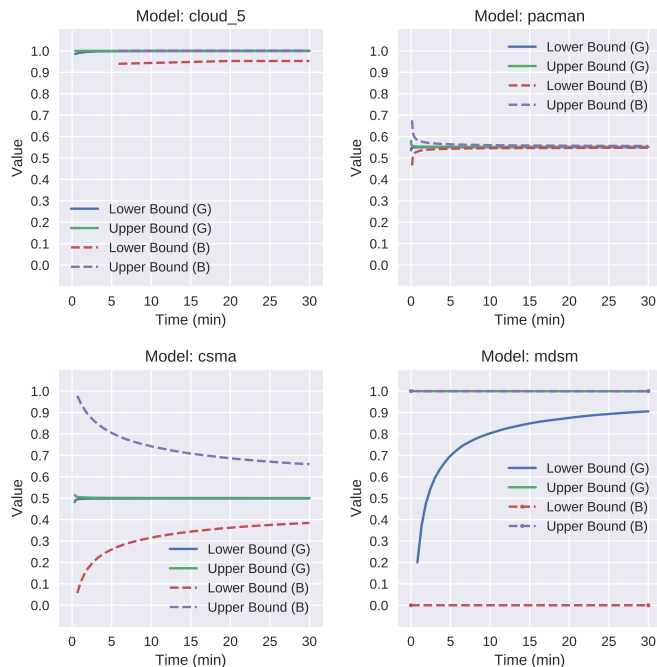 Model: cloud_5
1.0
0.9
0.8
0.7
0.6
0.5
0.4
0.3
0.2
0.1
0.0
Value
Lower Bound (G)
Upper Bound (G)
Lower Bound (B)
Upper Bound (B)
0 5 10 15 20 25 30
Time (min)
Model: pacman
1.0
0.9
0.8
0.7
0.6
0.5
0.4
0.3
0.2
0.1
0.0
Value
Lower Bound (G)
Upper Bound (G)
Lower Bound (B)
Upper Bound (B)
0 5 10 15 20 25 30
Time (min)
Model: csma
1.0
0.9
0.8
0.7
0.6
0.5
0.4
0.3
0.2
0.1
0.0
Value
Lower Bound (G)
Upper Bound (G)
Lower Bound (B)
Upper Bound (B)
0 5 10 15 20 25 30
Time (min)
Model: mdsm
1.0
0.9
0.8
0.7
0.6
0.5
0.4
0.3
0.2
0.1
0.0
Value
Lower Bound (G)
Upper Bound (G)
Lower Bound (B)
Upper Bound (B)
0 5 10 15 20 25 30
Time (min)